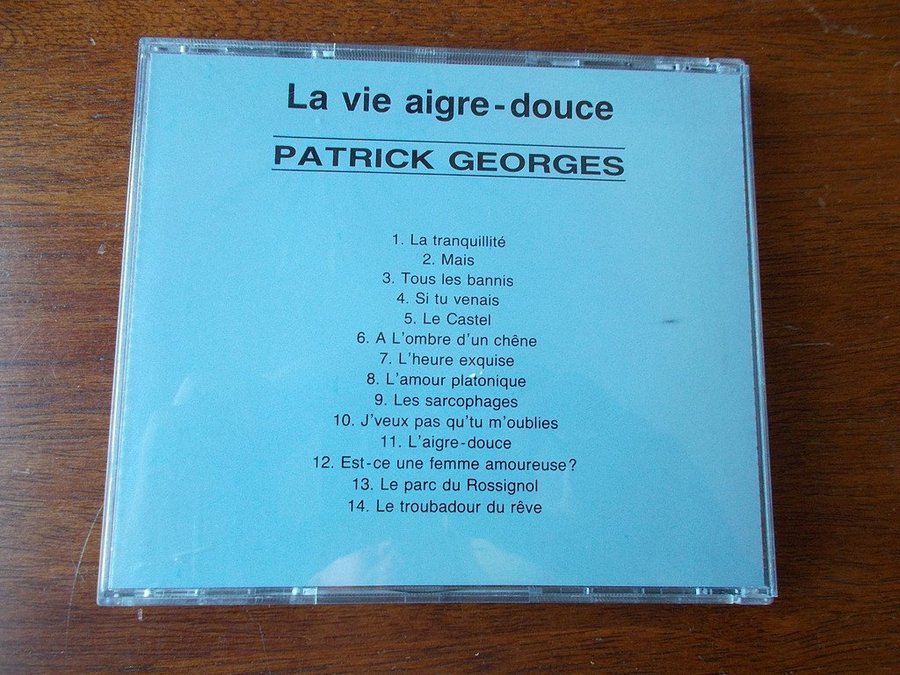 La vie aigre-douce
PATRICK GEORGES
1. La tranquillité
2. Mais
3. Tous les bannis
4. Si tu venais
5. Le Castel
6. A L'ombre d'un chêne
7. L'heure exquise
8. L'amour platonique
9. Les sarcophages
10. J'veux pas qu'tu m'oublies
11. L'aigre-douce
12. Est-ce une femme amoureuse?
13. Le parc du Rossignol
14. Le troubadour du rêve